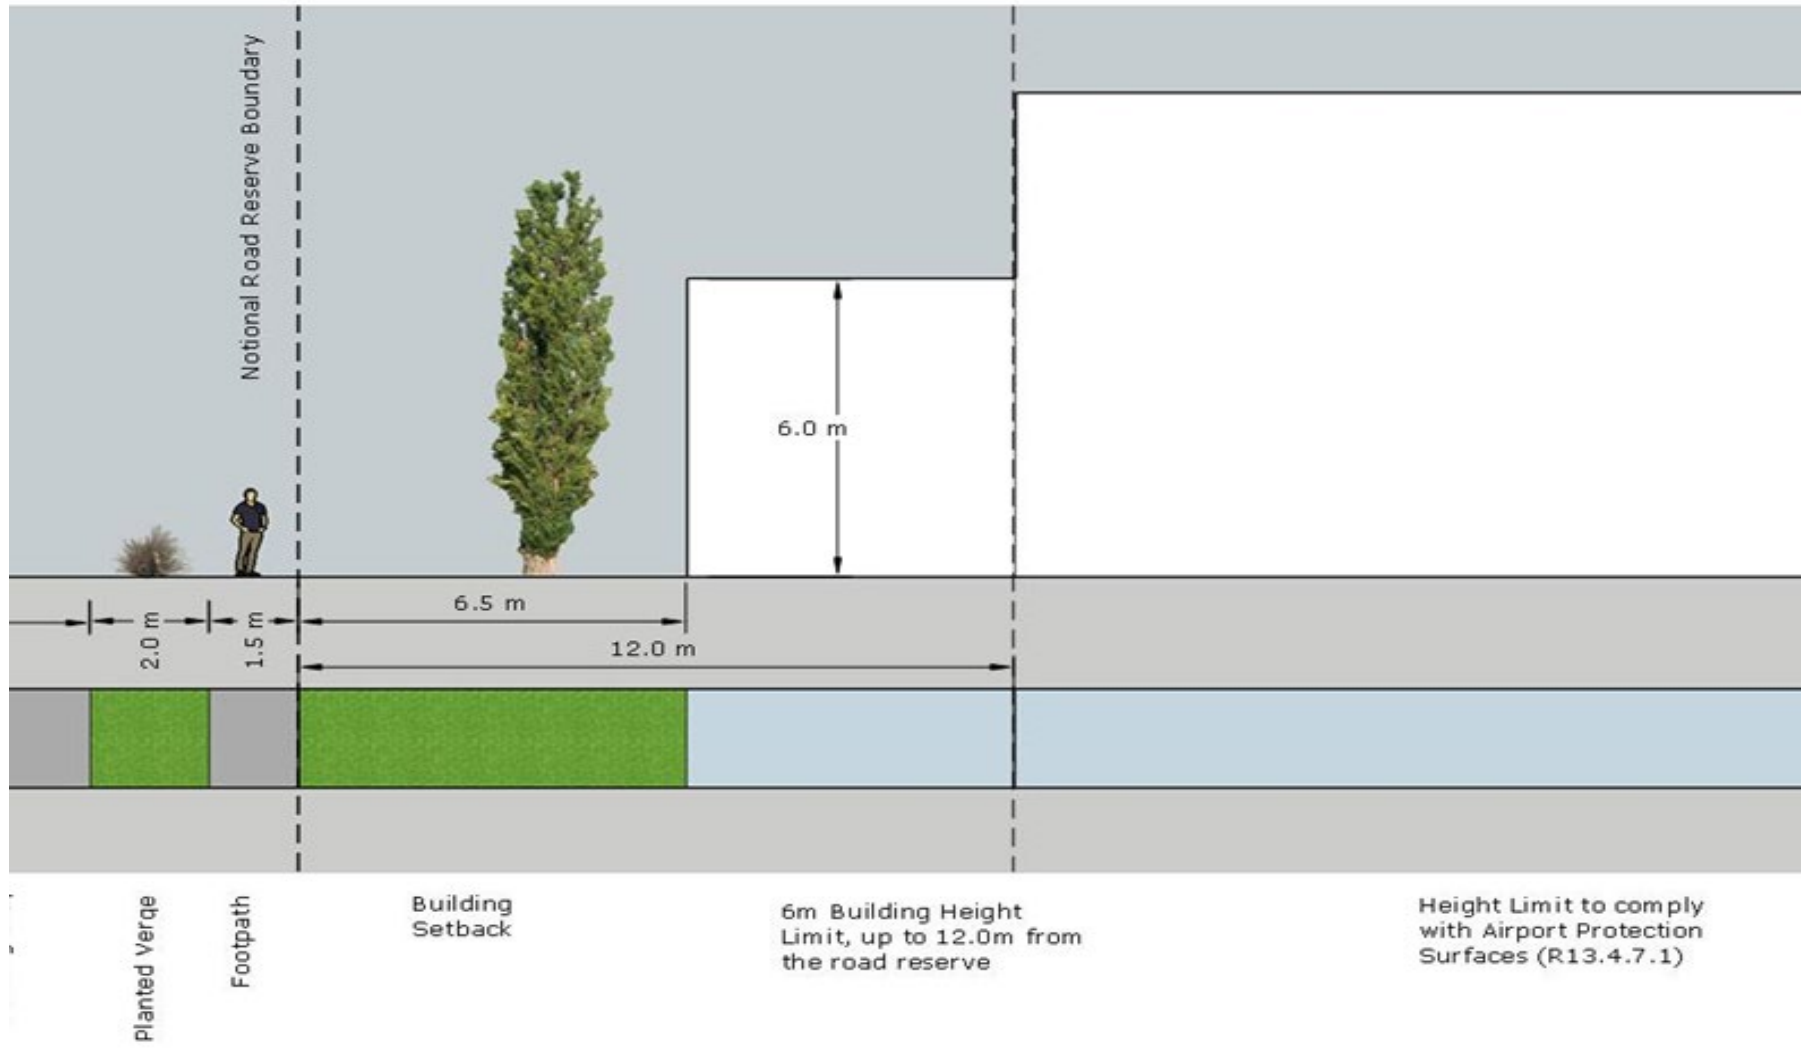 Notional Road Reserve Boundary
6.0 m
6.5 m
2.0 m
1.5 m
12.0 m
Planted Verge
Footpath
Building
Setback
6m Building Height
Limit, up to 12.0m from
the road reserve
Height Limit to comply
with Airport Protection
Surfaces (R13.4.7.1)